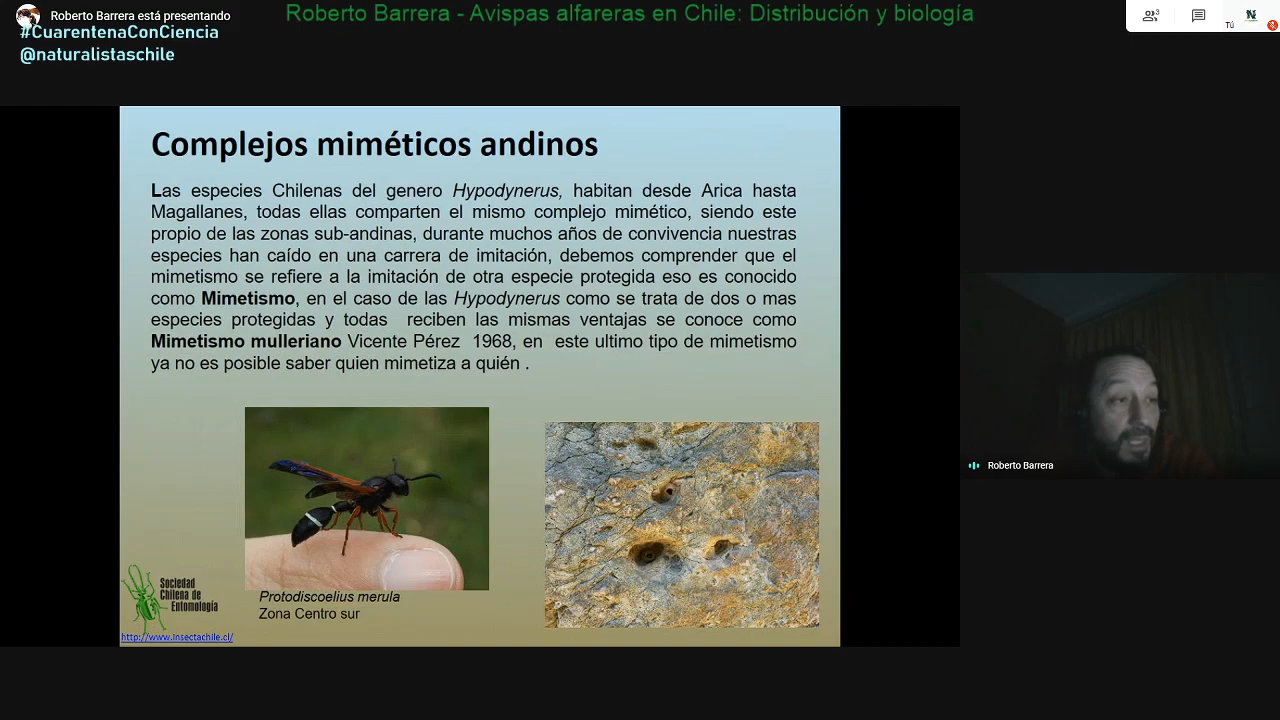 Roberto Barrera está presentando
Roberto Barrera - Avispas alfareras en Chile: Distribución y biología
#CuarentenaConCiencia
@naturalistaschile
3
Tú
Complejos miméticos andinos
Las especies Chilenas del genero Hypodynerus, habitan desde Arica hasta
Magallanes, todas ellas comparten el mismo complejo mimético, siendo este
propio de las zonas sub-andinas, durante muchos años de convivencia nuestras
especies han caído en una carrera de imitación, debemos comprender que el
mimetismo se refiere a la imitación de otra especie protegida eso es conocido
como Mimetismo, en el caso de las Hypodynerus como se trata de dos o mas
especies protegidas y todas reciben las mismas ventajas se conoce como
Mimetismo mulleriano Vicente Pérez 1968, en este ultimo tipo de mimetismo
ya no es posible saber quien mimetiza a quién .
Roberto Barrera
Protodiscoelius merula
Zona Centro sur
Sociedad
Chilena de
Entomología
http://www.insectachile.cl/